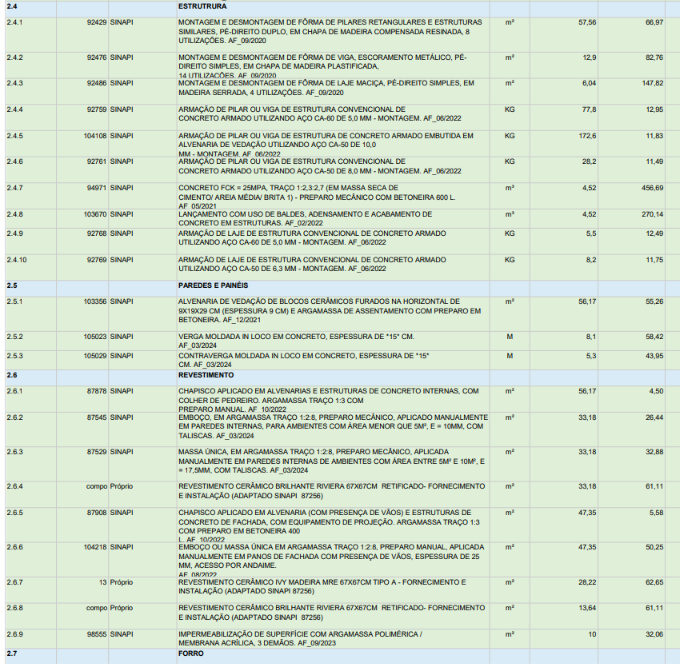 2.4 ESTRUTRURA
2.4.1 92429 SINAPI MONTAGEM E DESMONTAGEM DE FÔRMA DE PILARES RETANGULARES E ESTRUTURAS m² 57,56 66,97
SIMILARES, PÉ-DIREITO DUPLO, EM CHAPA DE MADEIRA COMPENSADA RESINADA, 8
UTILIZAÇÕES. AF_09/2020
2.4.2 92476 SINAPI MONTAGEM E DESMONTAGEM DE FÔRMA DE VIGA, ESCORAMENTO METÁLICO, PÉ- m² 12,9 82,76
DIREITO SIMPLES, EM CHAPA DE MADEIRA PLASTIFICADA,
14 UTILIZAÇÕES. AF_09/2020
2.4.3 92486 SINAPI MONTAGEM E DESMONTAGEM DE FÔRMA DE LAJE MACIÇA, PÉ-DIREITO SIMPLES, EM m² 6,04 147,82
MADEIRA SERRADA, 4 UTILIZAÇÕES. AF_09/2020
2.4.4 92759 SINAPI ARMAÇÃO DE PILAR OU VIGA DE ESTRUTURA CONVENCIONAL DE KG 77,8 12,95
CONCRETO ARMADO UTILIZANDO AÇO CA-60 DE 5,0 MM - MONTAGEM. AF_06/2022
2.4.5 104108 SINAPI ARMAÇÃO DE PILAR OU VIGA DE ESTRUTURA DE CONCRETO ARMADO EMBUTIDA EM KG 172,6 11,83
ALVENARIA DE VEDAÇÃO UTILIZANDO AÇO CA-50 DE 10,0
MM - MONTAGEM. AF_06/2022
2.4.6 92761 SINAPI ARMAÇÃO DE PILAR OU VIGA DE ESTRUTURA CONVENCIONAL DE KG 28,2 11,49
CONCRETO ARMADO UTILIZANDO AÇO CA-50 DE 8,0 MM - MONTAGEM. AF_06/2022
2.4.7 94971 SINAPI CONCRETO FCK = 25MPA, TRAÇO 1:2,3:2,7 (EM MASSA SECA DE m³ 4,52 456,69
CIMENTO/ AREIA MÉDIA/ BRITA 1) - PREPARO MECÂNICO COM BETONEIRA 600 L.
AF_05/2021
2.4.8 103670 SINAPI LANÇAMENTO COM USO DE BALDES, ADENSAMENTO E ACABAMENTO DE m³ 4,52 270,14
CONCRETO EM ESTRUTURAS. AF_02/2022
2.4.9 92768 SINAPI ARMAÇÃO DE LAJE DE ESTRUTURA CONVENCIONAL DE CONCRETO ARMADO KG 5,5 12,49
UTILIZANDO AÇO CA-60 DE 5,0 MM - MONTAGEM. AF_06/2022
2.4.10 92769 SINAPI ARMAÇÃO DE LAJE DE ESTRUTURA CONVENCIONAL DE CONCRETO ARMADO KG 8,2 11,75
UTILIZANDO AÇO CA-50 DE 6,3 MM - MONTAGEM. AF_06/2022
2.5 PAREDES E PAINÉIS
2.5.1 103356 SINAPI ALVENARIA DE VEDAÇÃO DE BLOCOS CERÂMICOS FURADOS NA HORIZONTAL DE m² 56,17 55,26
9X19X29 CM (ESPESSURA 9 CM) E ARGAMASSA DE ASSENTAMENTO COM PREPARO EM
BETONEIRA. AF_12/2021
2.5.2 105023 SINAPI VERGA MOLDADA IN LOCO EM CONCRETO, ESPESSURA DE *15* CM. M 8,1 58,42
AF_03/2024
2.5.3 105029 SINAPI CONTRAVERGA MOLDADA IN LOCO EM CONCRETO, ESPESSURA DE *15* M 5,3 43,95
CM. AF_03/2024
2.6 REVESTIMENTO
2.6.1 87878 SINAPI CHAPISCO APLICADO EM ALVENARIAS E ESTRUTURAS DE CONCRETO INTERNAS, COM m² 56,17 4,50
COLHER DE PEDREIRO. ARGAMASSA TRAÇO 1:3 COM
PREPARO MANUAL. AF_10/2022
2.6.2 87545 SINAPI EMBOÇO, EM ARGAMASSA TRAÇO 1:2:8, PREPARO MECÂNICO, APLICADO MANUALMENTE m² 33,18 26,44
EM PAREDES INTERNAS, PARA AMBIENTES COM ÁREA MENOR QUE 5M², E = 10MM, COM
TALISCAS. AF_03/2024
2.6.3 87529 SINAPI MASSA ÚNICA, EM ARGAMASSA TRAÇO 1:2:8, PREPARO MECÂNICO, APLICADA m² 33,18 32,88
MANUALMENTE EM PAREDES INTERNAS DE AMBIENTES COM ÁREA ENTRE 5M² E 10M², E
= 17,5MM, COM TALISCAS. AF_03/2024
2.6.4 compo Próprio REVESTIMENTO CERÂMICO BRILHANTE RIVIERA 67X67CM RETIFICADO- FORNECIMENTO m² 33,18 61,11
E INSTALAÇÃO (ADAPTADO SINAPI 87256)
2.6.5 87908 SINAPI CHAPISCO APLICADO EM ALVENARIA (COM PRESENÇA DE VÃOS) E ESTRUTURAS DE m² 47,35 5,58
CONCRETO DE FACHADA, COM EQUIPAMENTO DE PROJEÇÃO. ARGAMASSA TRAÇO 1:3
COM PREPARO EM BETONEIRA 400
L. AF_10/2022
2.6.6 104218 SINAPI EMBOÇO OU MASSA ÚNICA EM ARGAMASSA TRAÇO 1:2:8, PREPARO MANUAL, APLICADA m² 47,35 50,25
MANUALMENTE EM PANOS DE FACHADA COM PRESENÇA DE VÃOS, ESPESSURA DE 25
MM, ACESSO POR ANDAIME.
AF_08/2022
2.6.7 13 Próprio REVESTIMENTO CERÂMICO IVY MADEIRA MRE 67X67CM TIPO A - FORNECIMENTO E m² 28,22 62,65
INSTALAÇÃO (ADAPTADO SINAPI 87256)
2.6.8 compo Próprio REVESTIMENTO CERÂMICO BRILHANTE RIVIERA 67X67CM RETIFICADO- FORNECIMENTO m² 13,64 61,11
E INSTALAÇÃO (ADAPTADO SINAPI 87256)
2.6.9 98555 SINAPI IMPERMEABILIZAÇÃO DE SUPERFÍCIE COM ARGAMASSA POLIMÉRICA / m² 10 32,06
MEMBRANA ACRÍLICA, 3 DEMÃOS. AF_09/2023
2.7 FORRO